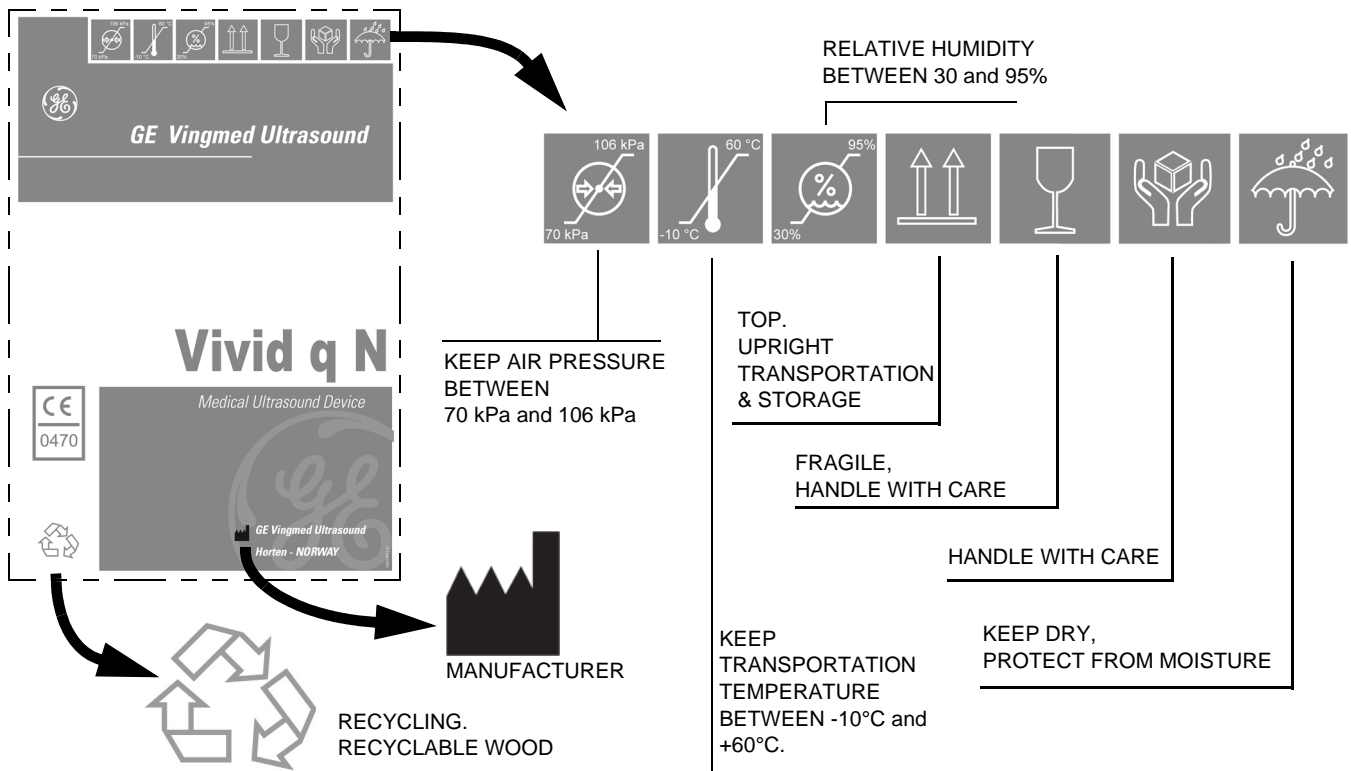 106 kPa
60 °C
95%
70 kPa
-10 °C
30%
GE
GE Vingmed Ultrasound
RELATIVE HUMIDITY
BETWEEN 30 and 95%
106 kPa
60 °C
95%
%
70 kPa
-10 °C
30%
KEEP AIR PRESSURE
BETWEEN
70 kPa and 106 kPa
TOP.
UPRIGHT
TRANSPORTATION
& STORAGE
FRAGILE,
HANDLE WITH CARE
HANDLE WITH CARE
KEEP DRY,
PROTECT FROM MOISTURE
KEEP
TRANSPORTATION
TEMPERATURE
BETWEEN -10°C and
+60°C.
Vivid q N
CE
0470
Medical Ultrasound Device
GE
GE Vingmed Ultrasound
Horten - NORWAY
MANUFACTURER
RECYCLING.
RECYCLABLE WOOD